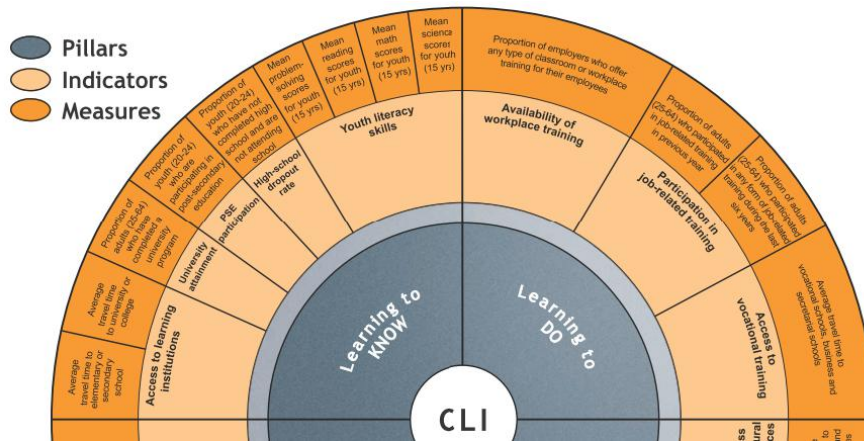 Pillars
Indicators
Measures
Average
travel time to
elementary or
secondary
school
Average
travel time
to university or
college
Proportion of
adults (25-64)
who have
completed a
university
program
Proportion of
youth (20-24)
who are
participating in
post-secondary
education
Proportion of
youth (20-24)
who have not
completed high
school and are
not attending
school
Mean
problem-
solving
scores
for youth
(15 yrs)
Mean
reading
scores
for youth
(15 yrs)
Mean
math
scores
for youth
(15 yrs)
Mean
science
scores
for youth
(15 yrs)
Proportion of employers who offer
any type of classroom or workplace
training for their employees
Proportion of adults
(25-64) who participated
in job-related training
in previous year
Proportion of adults
(25-64) who participated
in any form of job-related
training during the last
six years
Average travel time to
vocational schools, business and
secretarial schools
Access to learning
institutions
University
attainment
PSE
participation
High-school
dropout
rate
Youth literacy
skills
Availability of
workplace training
Participation in
job-related training
Access to
vocational training
Learning to
KNOW
Learning to
DO
CLI